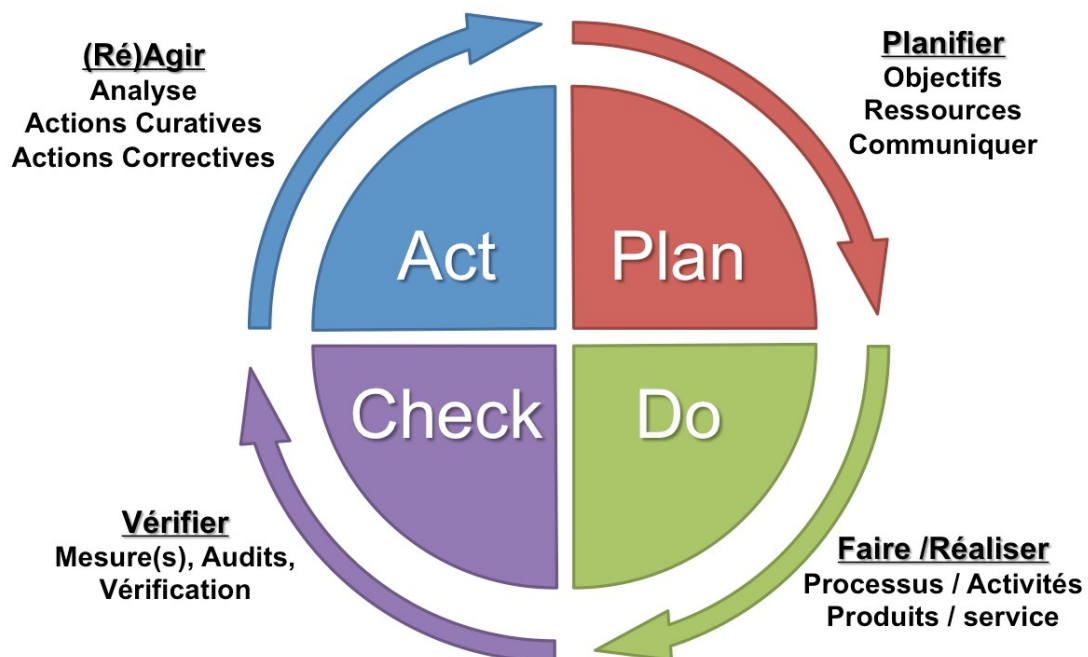 (Ré)Agir
Analyse
Actions Curatives
Actions Correctives
Planifier
Objectifs
Ressources
Communiquer
Act
Plan
Check
Do
Vérifier
Mesure(s), Audits,
Vérification
Faire /Réaliser
Processus / Activités
Produits / service